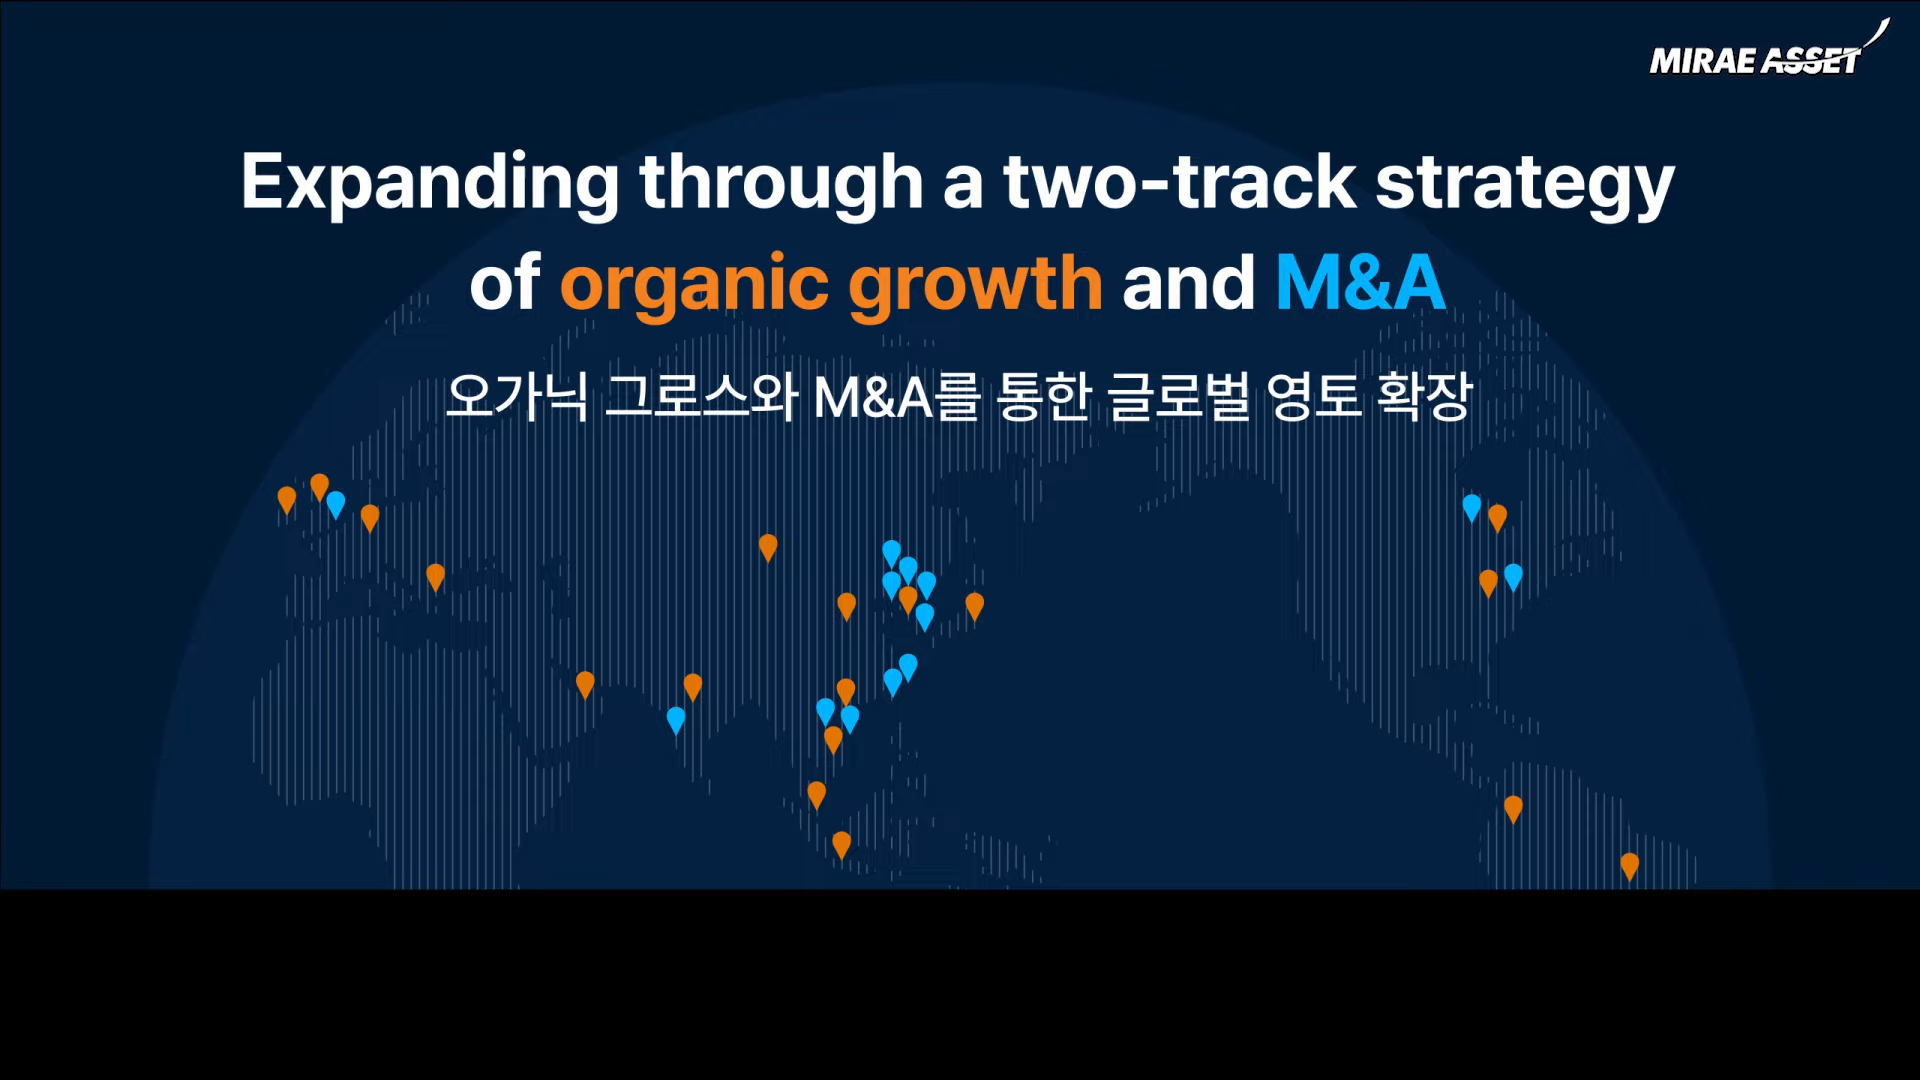 MIRAE ASSET
Expanding through a two-track strategy
of organic growth and M&A
오가닉 그로스와 M&A를 통한 글로벌 영토 확장